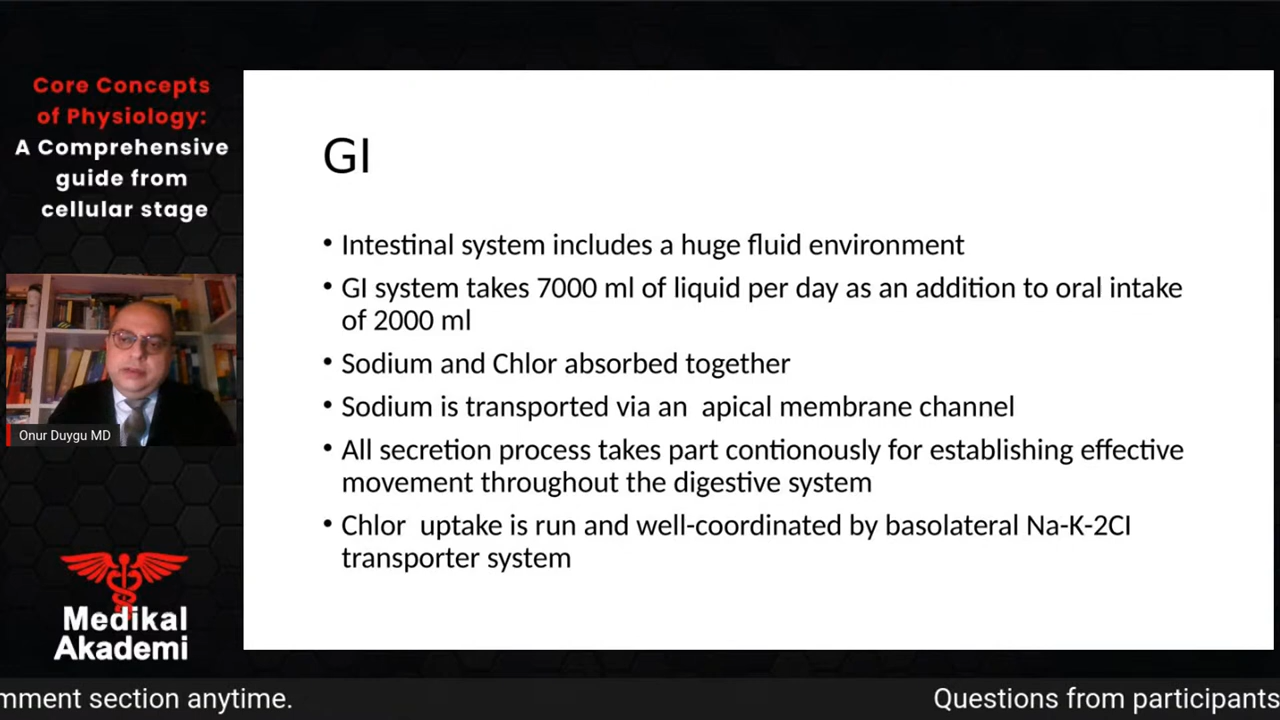 Core Concepts
of Physiology:
A Comprehensive
guide from
cellular stage
Onur Duygu MD
Medikal
Akademi
GI
• Intestinal system includes a huge fluid environment
• GI system takes 7000 ml of liquid per day as an addition to oral intake
of 2000 ml
• Sodium and Chlor absorbed together
• Sodium is transported via an  apical membrane channel
• All secretion process takes part contionously for establishing effective
movement throughout the digestive system
• Chlor  uptake is run and well-coordinated by basolateral Na-K-2CI
transporter system
mment section anytime.
Questions from participants